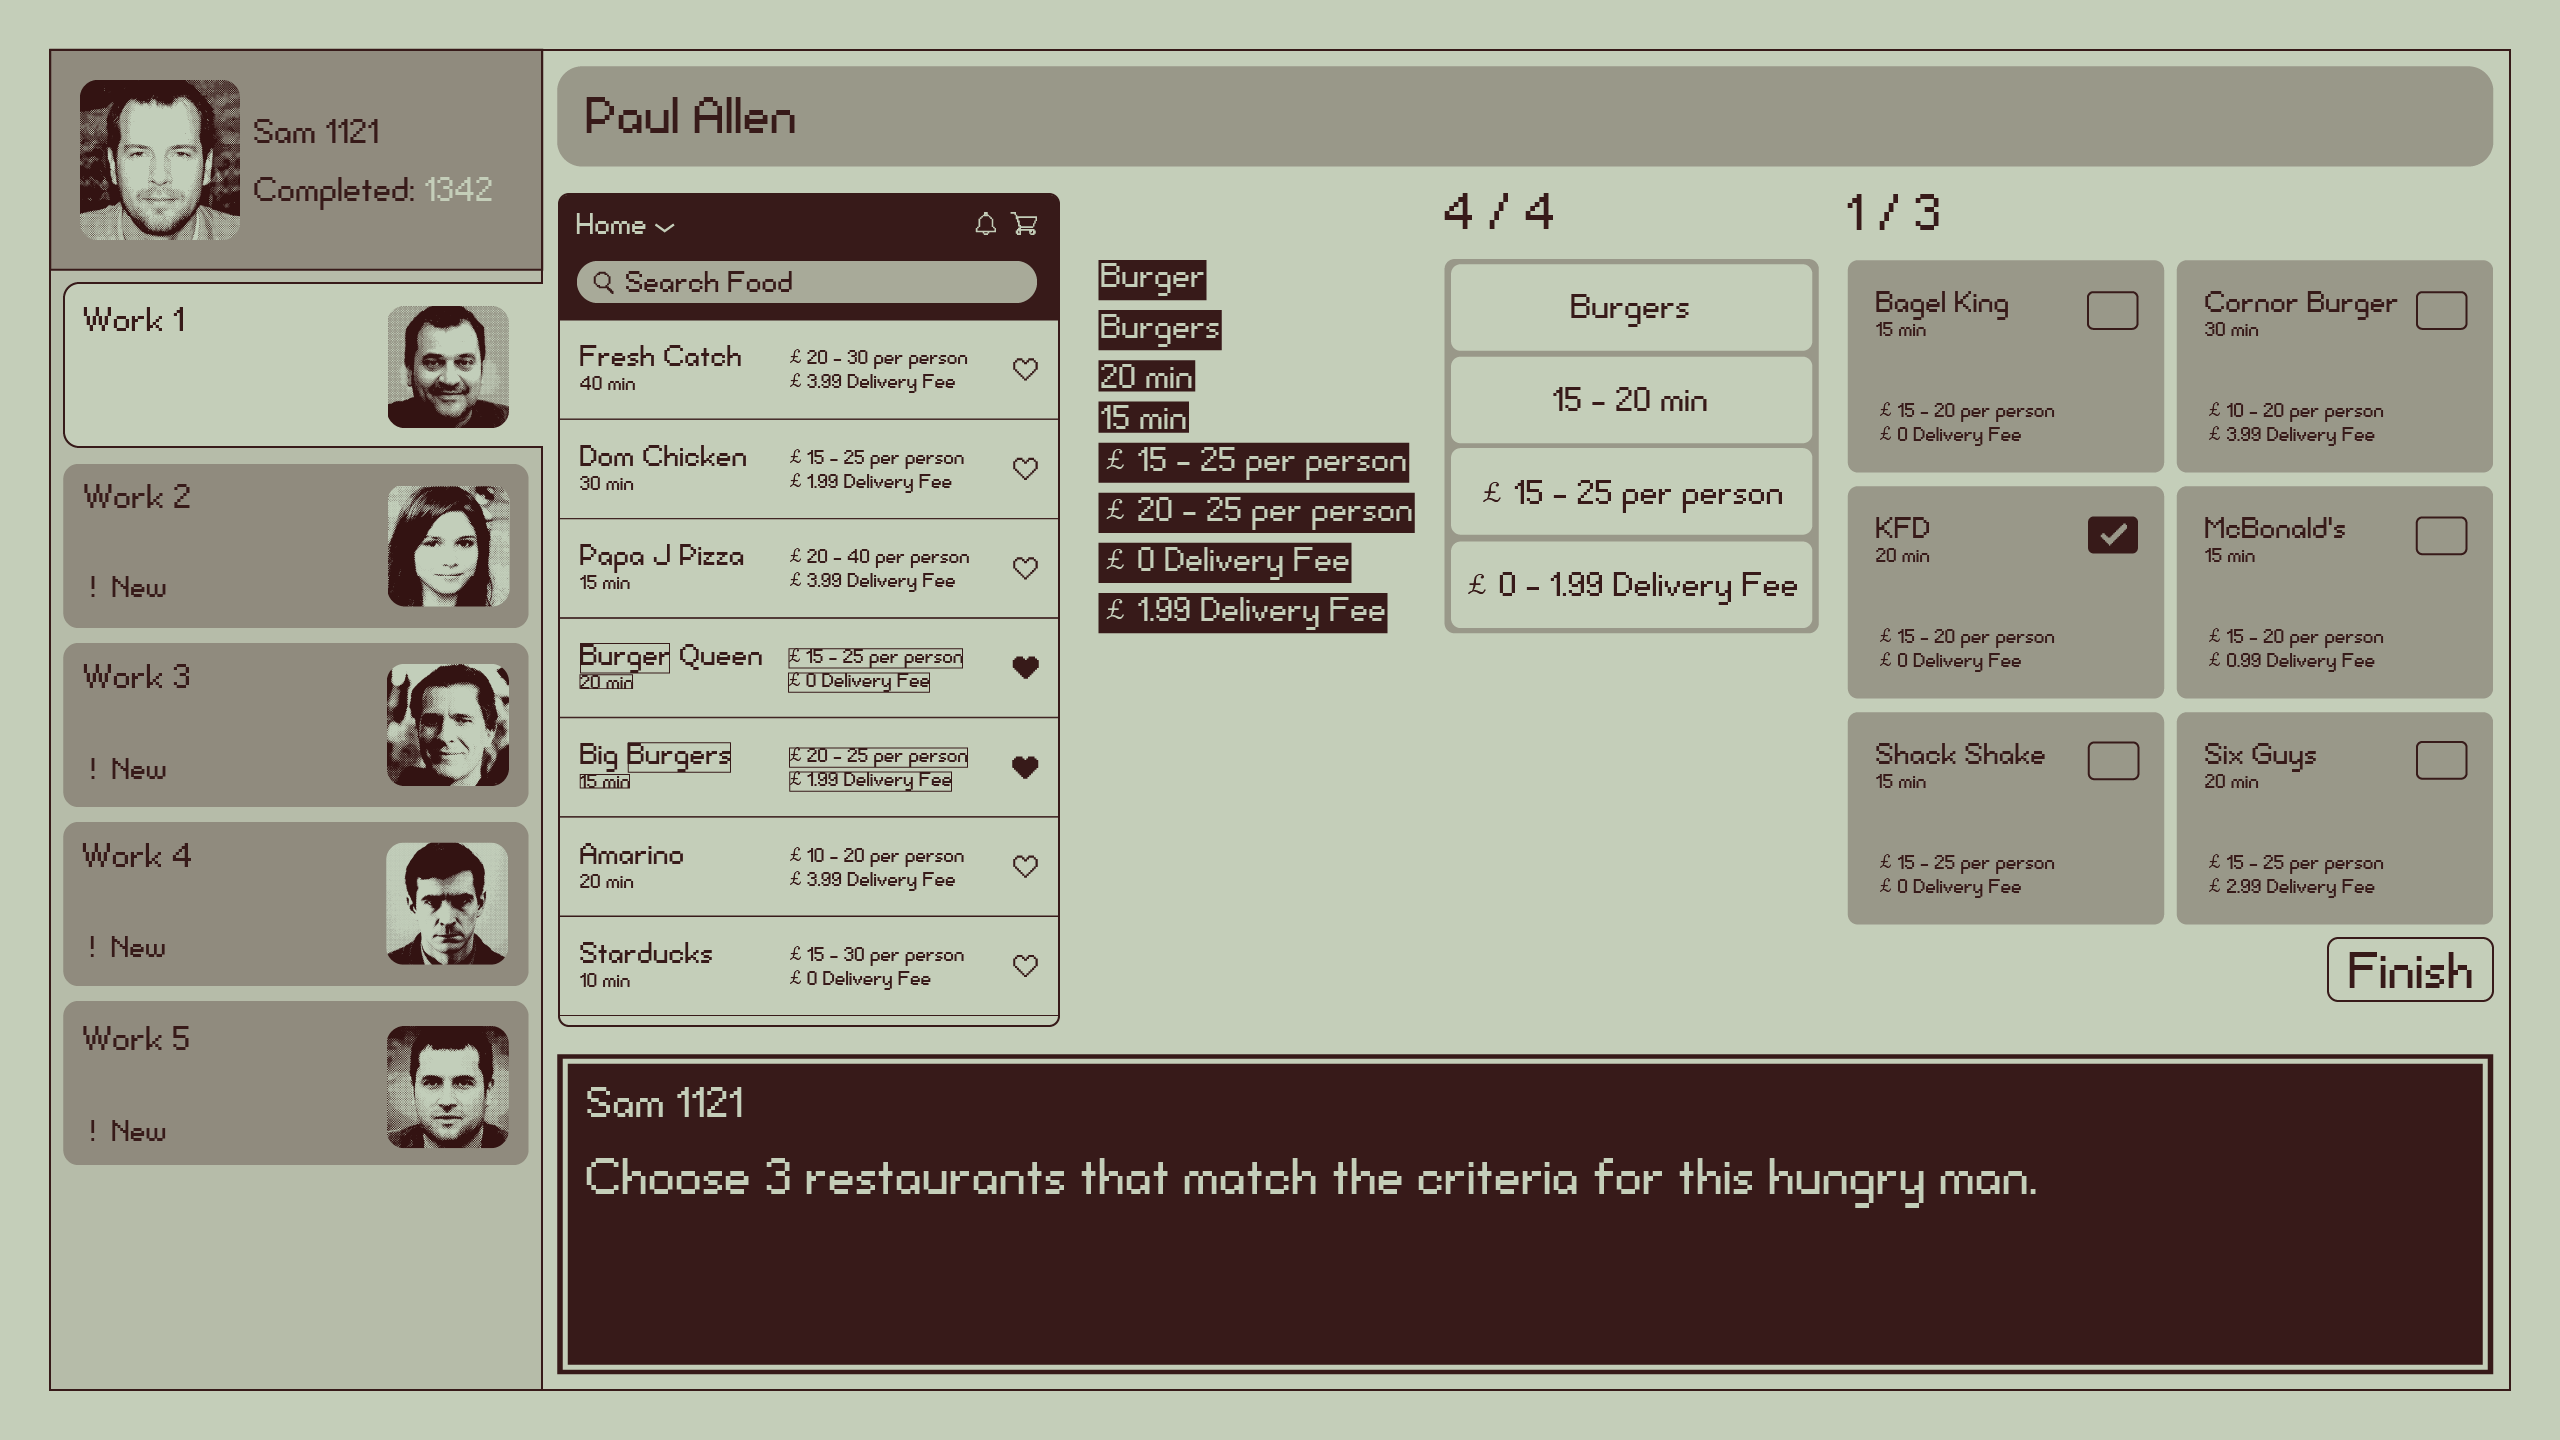 Sam 1121
Completed: 1342
Work 1
Work 2
! New
Work 3
! New
Work 4
! New
Work 5
! New
Paul Allen
Home
Search Food
Fresh Catch
40 min
£ 20 - 30 per person
£ 3.99 Delivery Fee
Dom Chicken
30 min
£ 15 - 25 per person
£ 1.99 Delivery Fee
Papa J Pizza
15 min
£ 20 - 40 per person
£ 3.99 Delivery Fee
Burger Queen
20 min
£ 15 - 25 per person
£ 0 Delivery Fee
Big Burgers
15 min
£ 20 - 25 per person
£ 1.99 Delivery Fee
Amarino
20 min
£ 10 - 20 per person
£ 3.99 Delivery Fee
Starducks
10 min
£ 15 - 30 per person
£ 0 Delivery Fee
Burger
Burgers
20 min
15 min
£ 15 - 25 per person
£ 20 - 25 per person
£ 0 Delivery Fee
£ 1.99 Delivery Fee
4 / 4
Burgers
15 - 20 min
£ 15 - 25 per person
£ 0 - 1.99 Delivery Fee
1 / 3
Bagel King
15 min
£ 15 - 20 per person
£ 0 Delivery Fee
Cornor Burger
30 min
£ 10 - 20 per person
£ 3.99 Delivery Fee
KFD
20 min
£ 15 - 20 per person
£ 0 Delivery Fee
McBonald's
15 min
£ 15 - 20 per person
£ 0.99 Delivery Fee
Shack Shake
15 min
£ 15 - 25 per person
£ 0 Delivery Fee
Six Guys
20 min
£ 15 - 25 per person
£ 2.99 Delivery Fee
Finish
Sam 1121
Choose 3 restaurants that match the criteria for this hungry man.